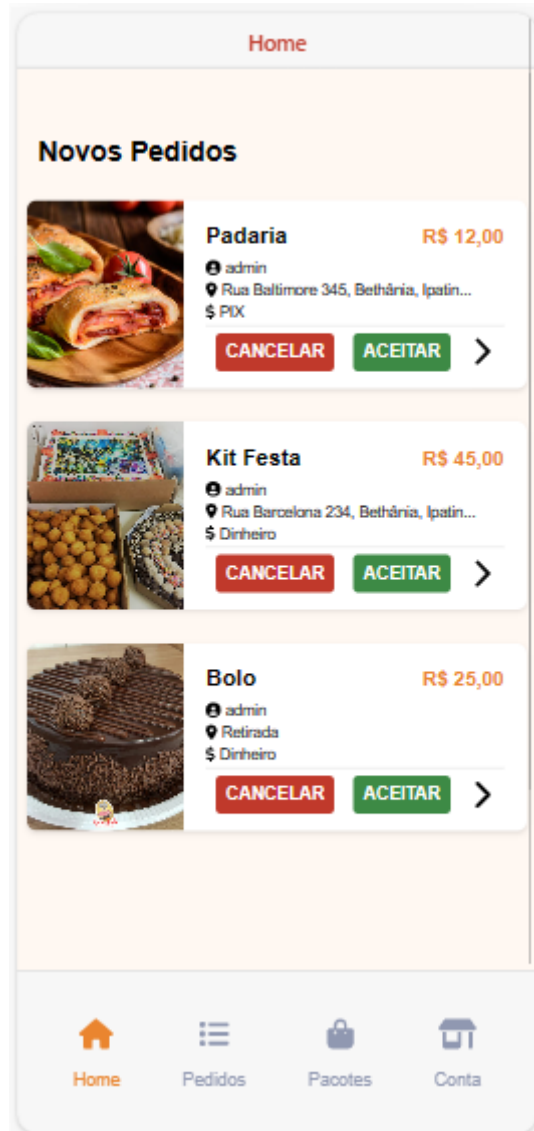 Home
Novos Pedidos
Padaria R$ 12,00
admin
Rua Baltimore 345, Bethânia, Ipatin...
$ PIX
CANCELAR ACEITAR
Kit Festa R$ 45,00
admin
Rua Barcelona 234, Bethânia, Ipatin...
$ Dinheiro
CANCELAR ACEITAR
Bolo R$ 25,00
admin
Retirada
$ Dinheiro
CANCELAR ACEITAR
Home Pedidos Pacotes Conta